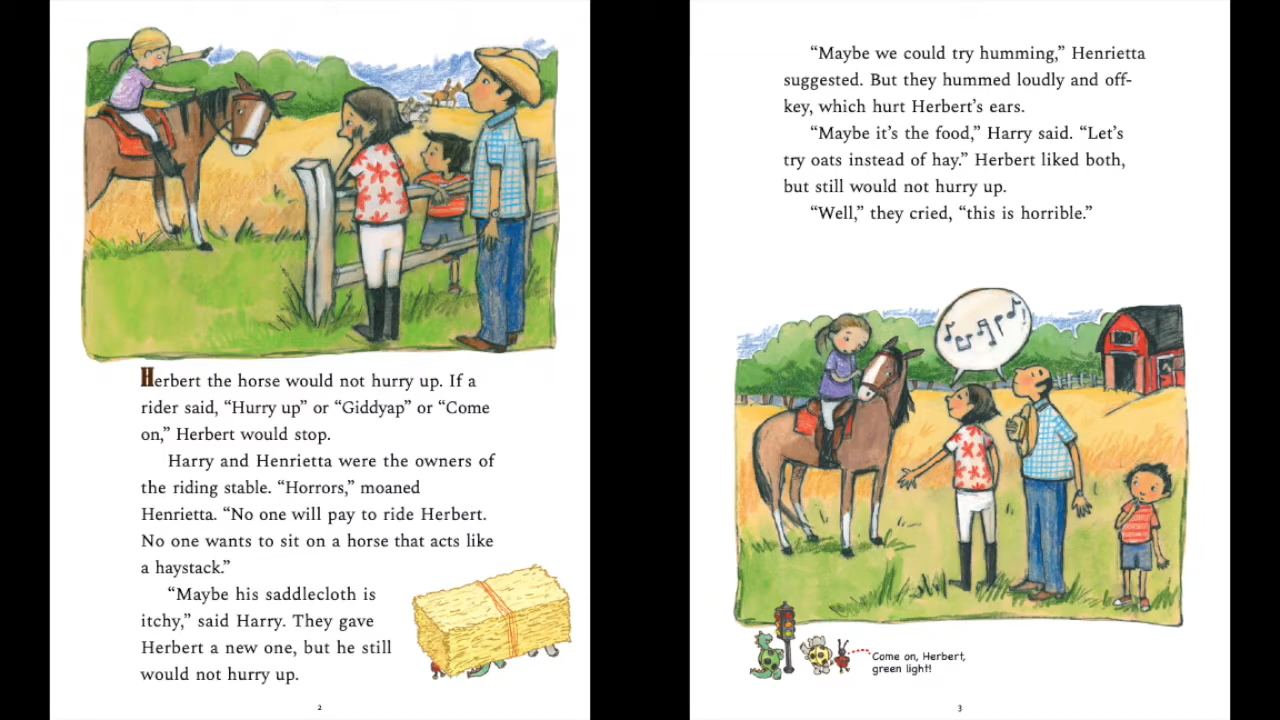 Herbert the horse would not hurry up. If a
rider said, “Hurry up” or “Giddyap” or “Come
on,” Herbert would stop.
Harry and Henrietta were the owners of
the riding stable. “Horrors,” moaned
Henrietta. “No one will pay to ride Herbert.
No one wants to sit on a horse that acts like
a haystack.”
“Maybe his saddlecloth is
itchy,” said Harry. They gave
Herbert a new one, but he still
would not hurry up.
2
“Maybe we could try humming,” Henrietta
suggested. But they hummed loudly and off-
key, which hurt Herbert’s ears.
“Maybe it’s the food,” Harry said. “Let’s
try oats instead of hay.” Herbert liked both,
but still would not hurry up.
“Well,” they cried, “this is horrible.”
Come on, Herbert,
green light!
3